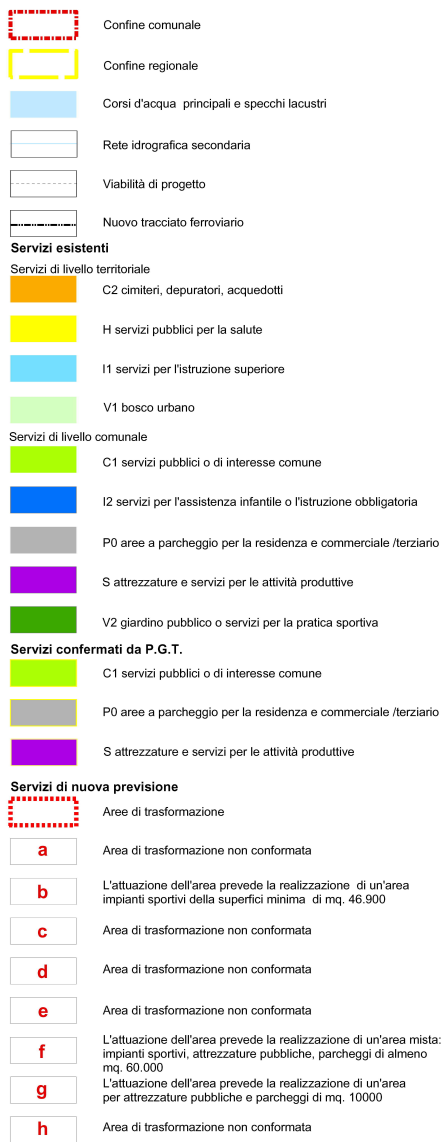 Confine comunale
Confine regionale
Corsi d'acqua principali e specchi lacustri
Rete idrografica secondaria
Viabilità di progetto
Nuovo tracciato ferroviario
Servizi esistenti
Servizi di livello territoriale
C2 cimiteri, depuratori, acquedotti
H servizi pubblici per la salute
I1 servizi per l'istruzione superiore
V1 bosco urbano
Servizi di livello comunale
C1 servizi pubblici o di interesse comune
I2 servizi per l'assistenza infantile o l'istruzione obbligatoria
P0 aree a parcheggio per la residenza e commerciale /terziario
S attrezzature e servizi per le attività produttive
V2 giardino pubblico o servizi per la pratica sportiva
Servizi confermati da P.G.T.
C1 servizi pubblici o di interesse comune
P0 aree a parcheggio per la residenza e commerciale /terziario
S attrezzature e servizi per le attività produttive
Servizi di nuova previsione
Aree di trasformazione
a Area di trasformazione non conformata
b L'attuazione dell'area prevede la realizzazione di un'area
impianti sportivi della superfici minima di mq. 46.900
c Area di trasformazione non conformata
d Area di trasformazione non conformata
e Area di trasformazione non conformata
f L'attuazione dell'area prevede la realizzazione di un'area mista:
impianti sportivi, attrezzature pubbliche, parcheggi di almeno
mq. 60.000
g L'attuazione dell'area prevede la realizzazione di un'area
per attrezzature pubbliche e parcheggi di mq. 10000
h Area di trasformazione non conformata